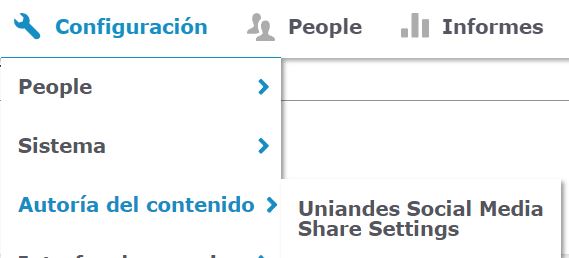 Configuración People Informes
People
Sistema
Autoría del contenido
Uniandes Social Media
Share Settings